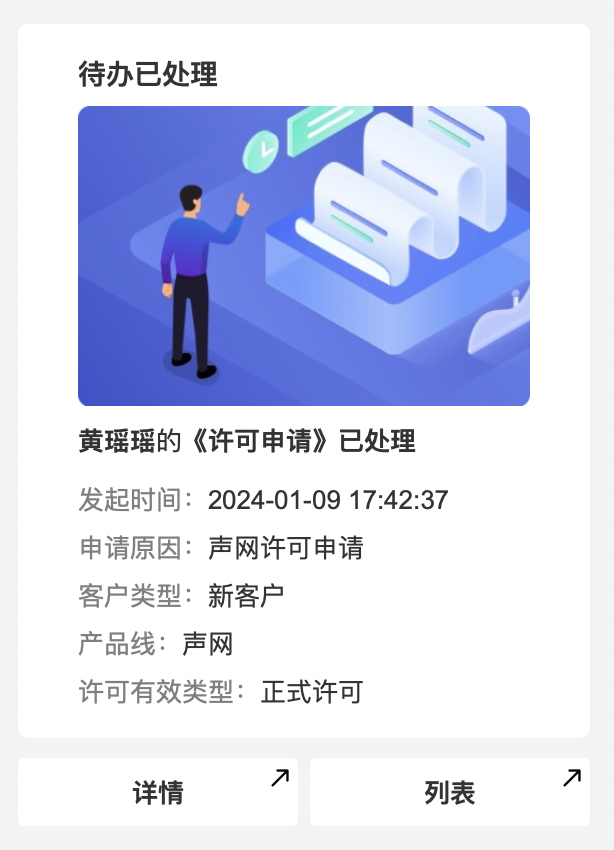 待办已处理
黄瑶瑶的《许可申请》已处理
发起时间：2024-01-09 17:42:37
申请原因：声网许可申请
客户类型：新客户
产品线：声网
许可有效类型：正式许可
详情
列表